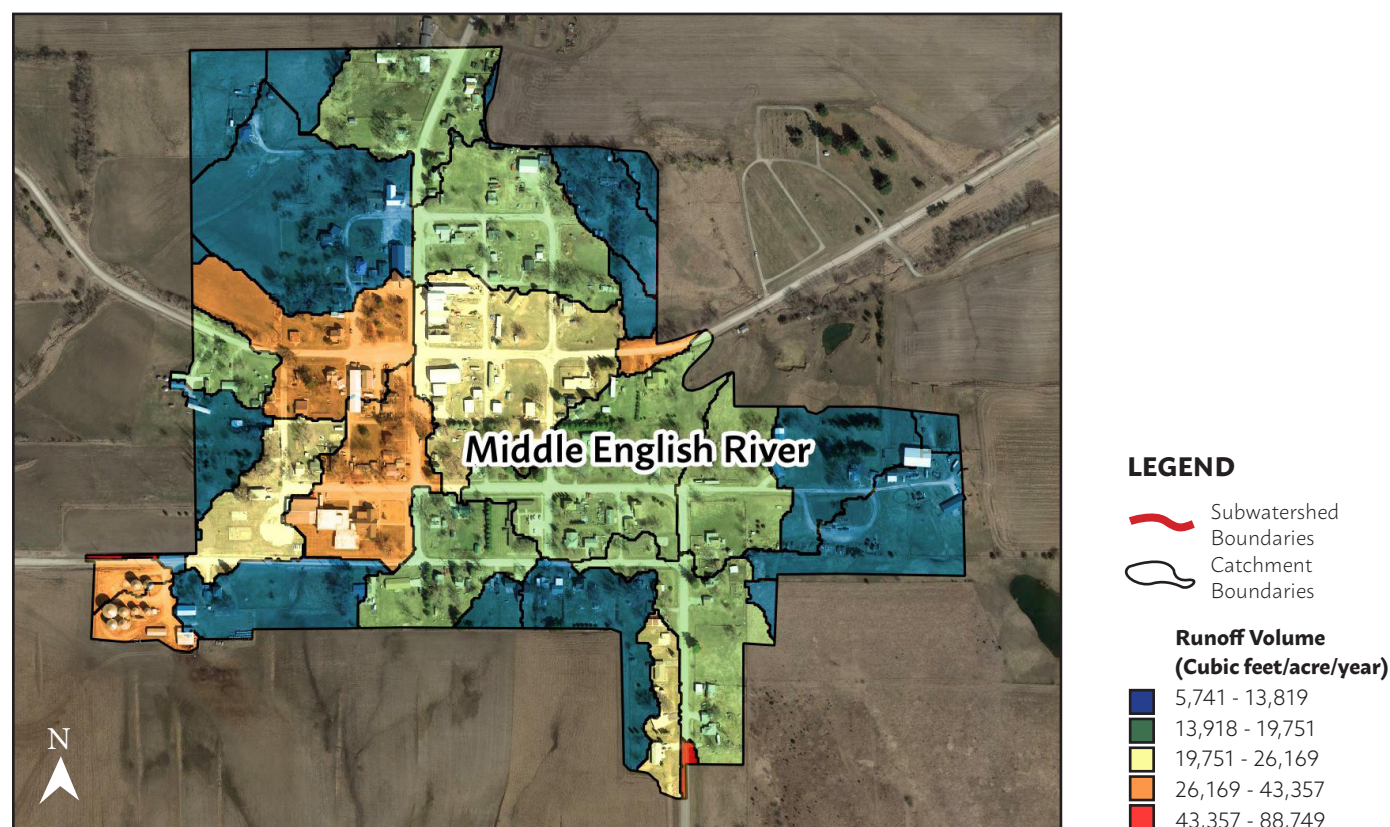 Middle English River
N
LEGEND
Subwatershed
Boundaries
Catchment
Boundaries
Runoff Volume
(Cubic feet/acre/year)
5,741 - 13,819
13,918 - 19,751
19,751 - 26,169
26,169 - 43,357
43,357 - 88,749